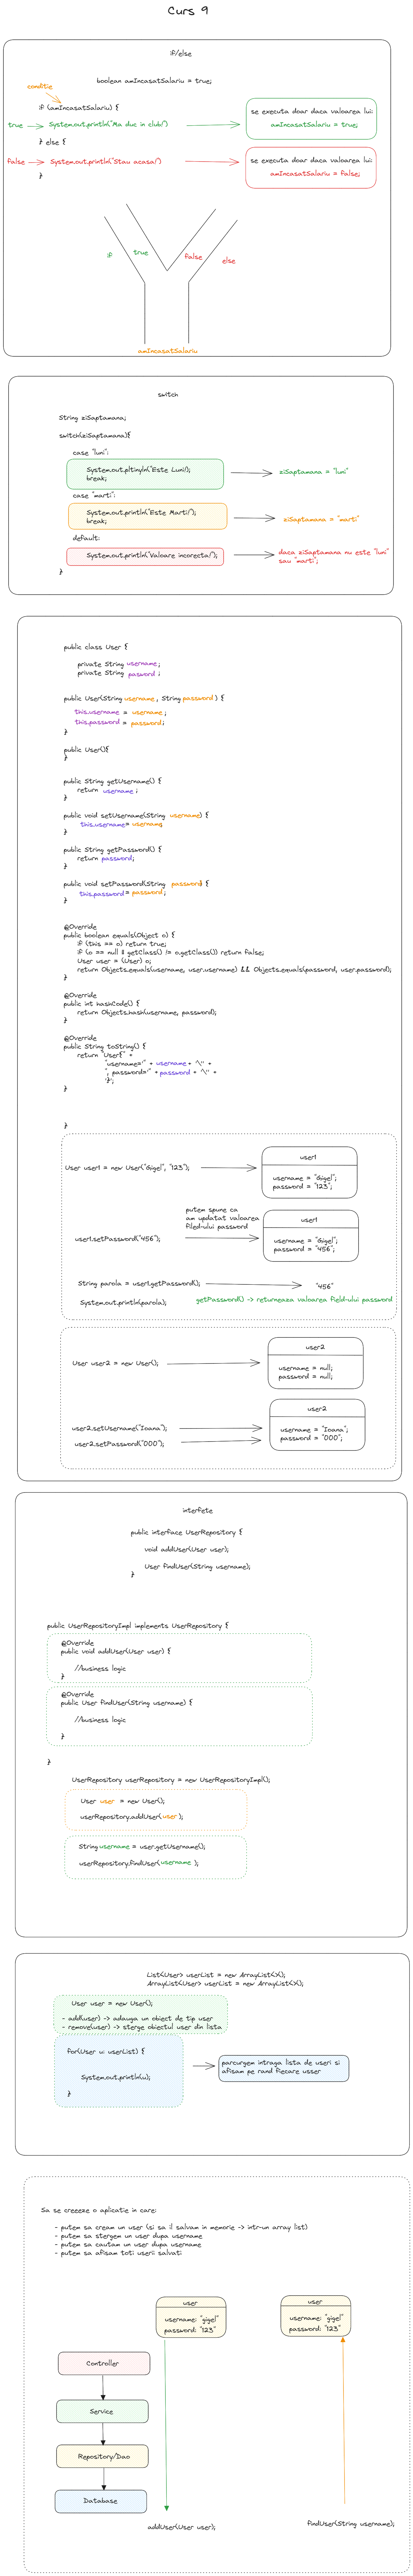 Curs 9
if/else
boolean amIncasatSalariu = true;
conditie
if (amIncasatSalariu) {
true
System.out.println("Ma duc in club!")
se executa doar daca valoarea lui:
amIncasatSalariu = true;
} else {
False
System.out.println("Stau acasa!")
se executa doar daca valoarea lui:
amIncasatSalariu = false;
}
if
true
False
else
amIncasatSalariu
switch
String ziSaptamana;
switch(ziSaptamana){
case "luni":
System.out.pltinyln("Este Luni!);
break;
ziSaptamana = "luni"
case "marti":
System.out.println("Este Marti!");
break;
ziSaptamana = "marti"
default:
System.out.println("Valoare incorecta!");
daca ziSaptamana nu este "luni"
sau "marti";
}
public class User {
private String username;
private String pasword ;
public User(String username, String password ) {
this.username = username;
this.password = password;
}
public User(){
}
public String getUsername() {
return username ;
}
public void setUsername(String username) {
this.username= username
}
public String getPassword() {
return password;
}
public void setPassword(String password) {
this.password = password;
}
@Override
public boolean equals(Object o) {
if (this == o) return true;
if (o == null || getClass() != o.getClass()) return false;
User user = (User) o;
return Objects.equals(username, user.username) && Objects.equals(password, user.password);
}
@Override
public int hashCode() {
return Objects.hash(username, password);
}
@Override
public String toString() {
return "User{" +
"username='" + username + '\'' +
", password='" + password + '\'' +
'}';
}
}
User user1 = new User("Gigel", "123");
user1
username = "Gigel";
password = "123";
putem spune ca
am updatat valoarea
filed-ului password
user1.setPassword("456");
user1
username = "Gigel";
password = "456";
String parola = user1.getPassword();
"456"
System.out.println(parola);
getPassword() -> returneaza valoarea field-ului password
User user2 = new User();
user2
username = null;
password = null;
user2.setUsername("Ioana");
user2.setPassword("000");
user2
username = "Ioana";
password = "000";
interfete
public interface UserRepository {
void addUser(User user);
User findUser(String username);
}
public UserRepositoryImpl implements UserRepository {
@Override
public void addUser(User user) {
//business logic
}
@Override
public User findUser(String username) {
//business logic
}
}
UserRepository userRepository = new UserRepositoryImpl();
User user = new User();
userRepository.addUser(user);
String username = user.getUsername();
userRepository.findUser(username );
List<User> userList = new ArrayList<>();
ArrayList<User> userList = new ArrayList<>();
User user = new User();
- add(user) -> adauga un obiect de tip user
- remove(user) -> sterge obiectul user din lista
for(User u: userList) {
System.out.println(u);
}
parcurgem intraga lista de useri si
afisam pe rand fiecare usser
Sa se creeeze o aplicatie in care:
- putem sa cream un user (si sa il salvam in memorie -> intr-un array list)
- putem sa stergem un user dupa username
- putem sa cautam un user dupa username
- putem sa afisam toti userii salvati
user
username: "gigel"
password: "123"
user
username: "gigel"
password: "123"
Controller
Service
Repository/Dao
Database
addUser(User user);
findUser(String username);